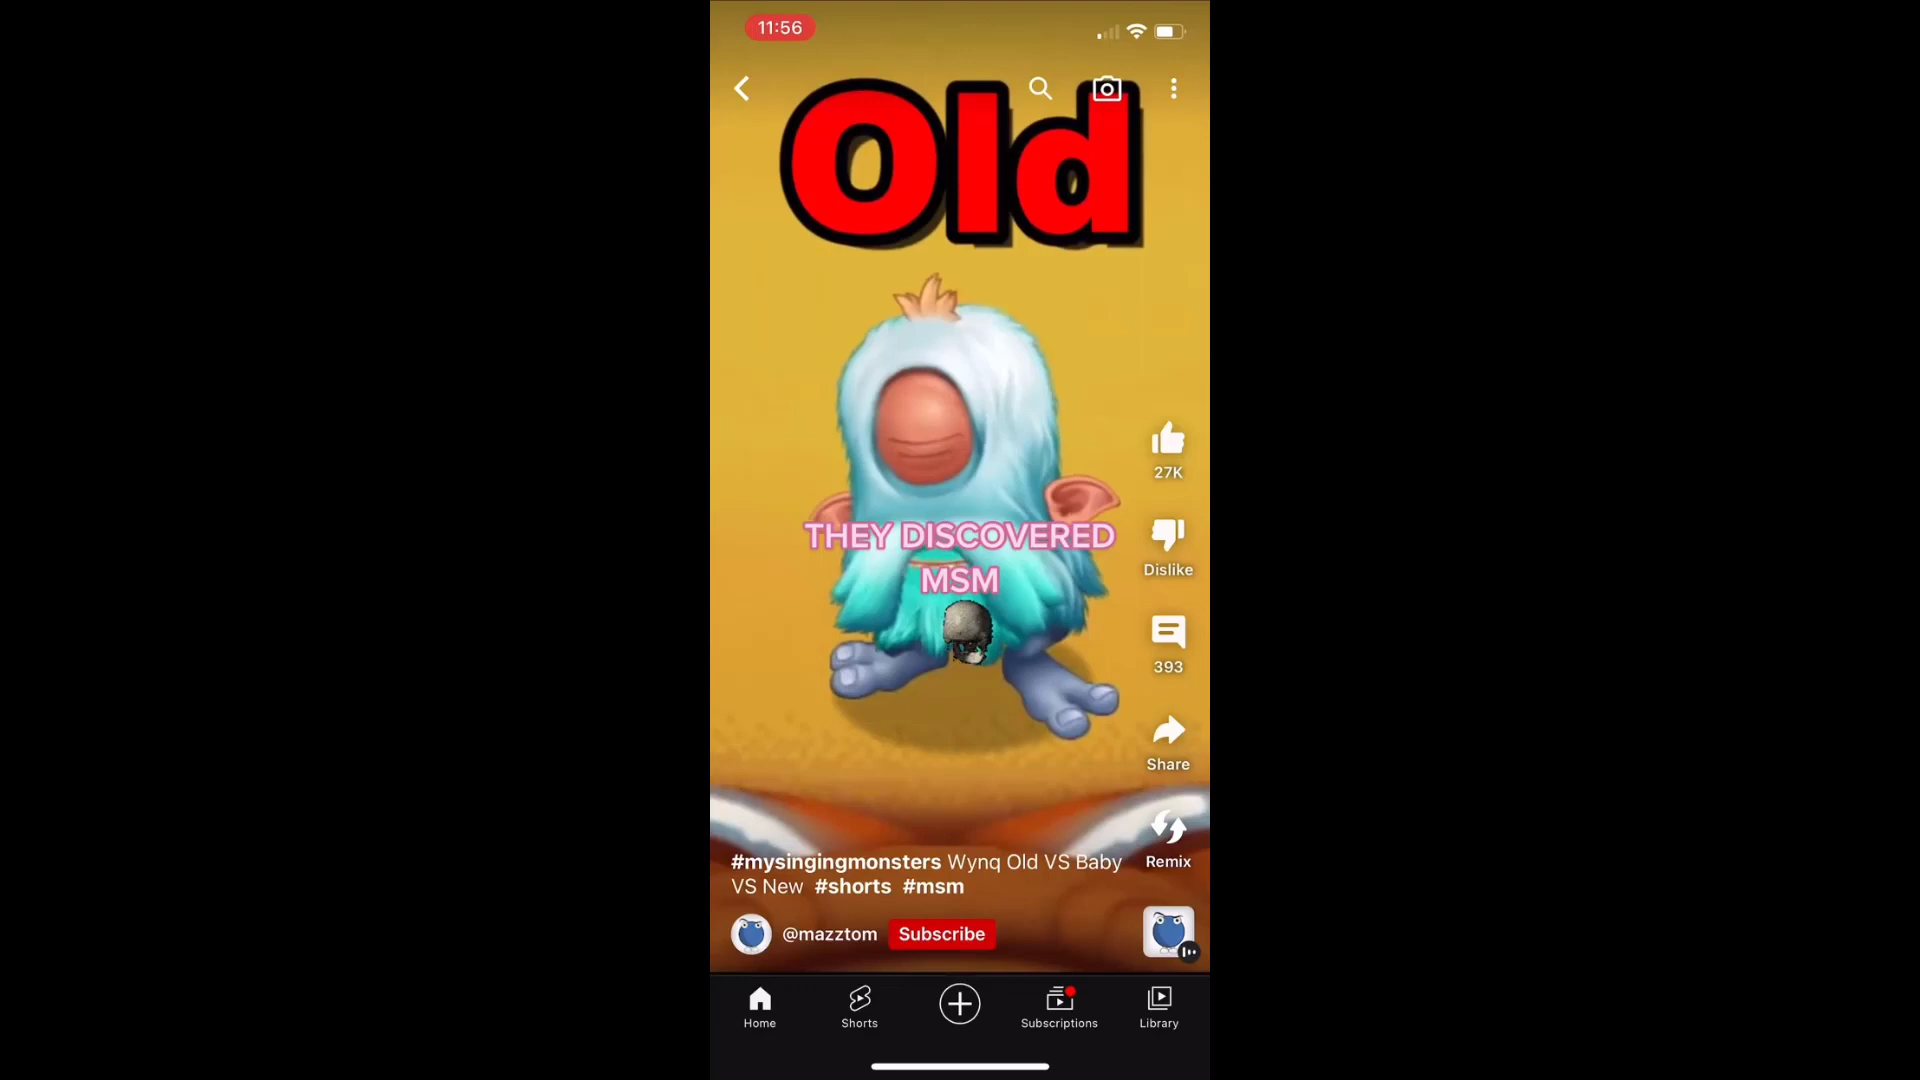 11:56
Old
THEY DISCOVERED
MSM
27K
Dislike
393
Share
Remix
#mysingingmonsters Wynq Old VS Baby
VS New #shorts #msm
@mazztom Subscribe
Home Shorts Subscriptions Library